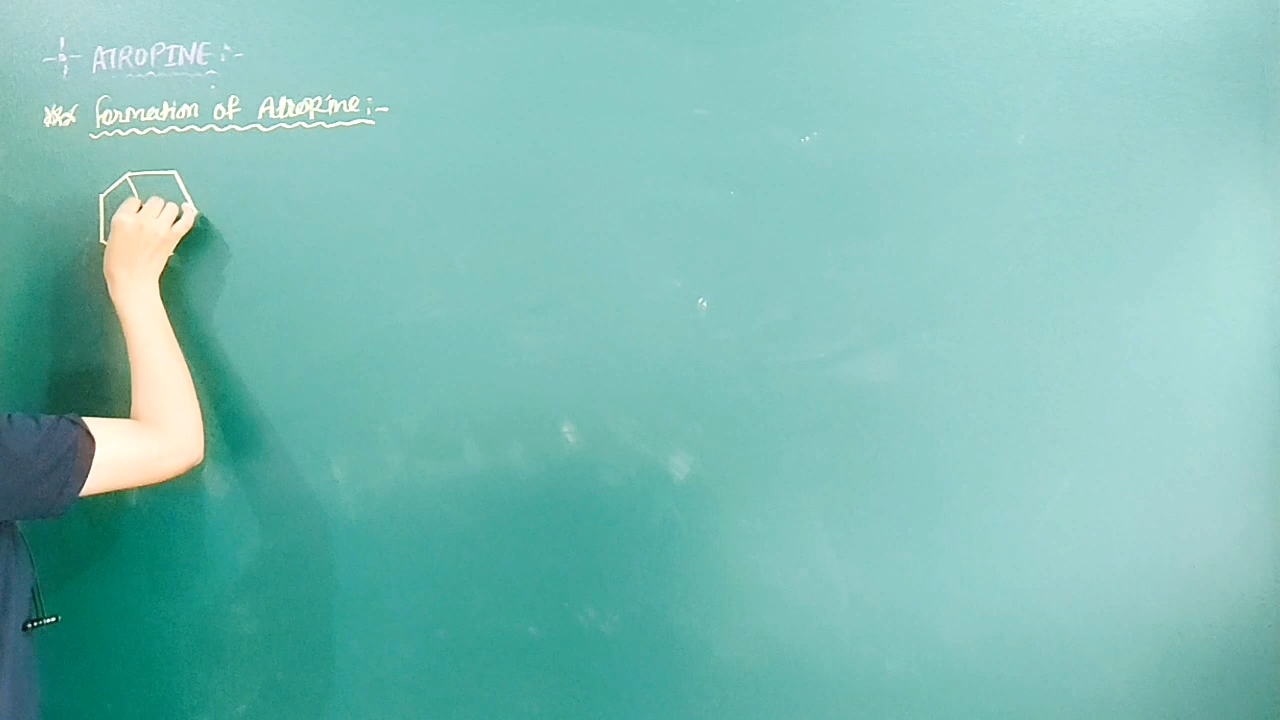 ATROPINE :-
Formation of Atropine :-